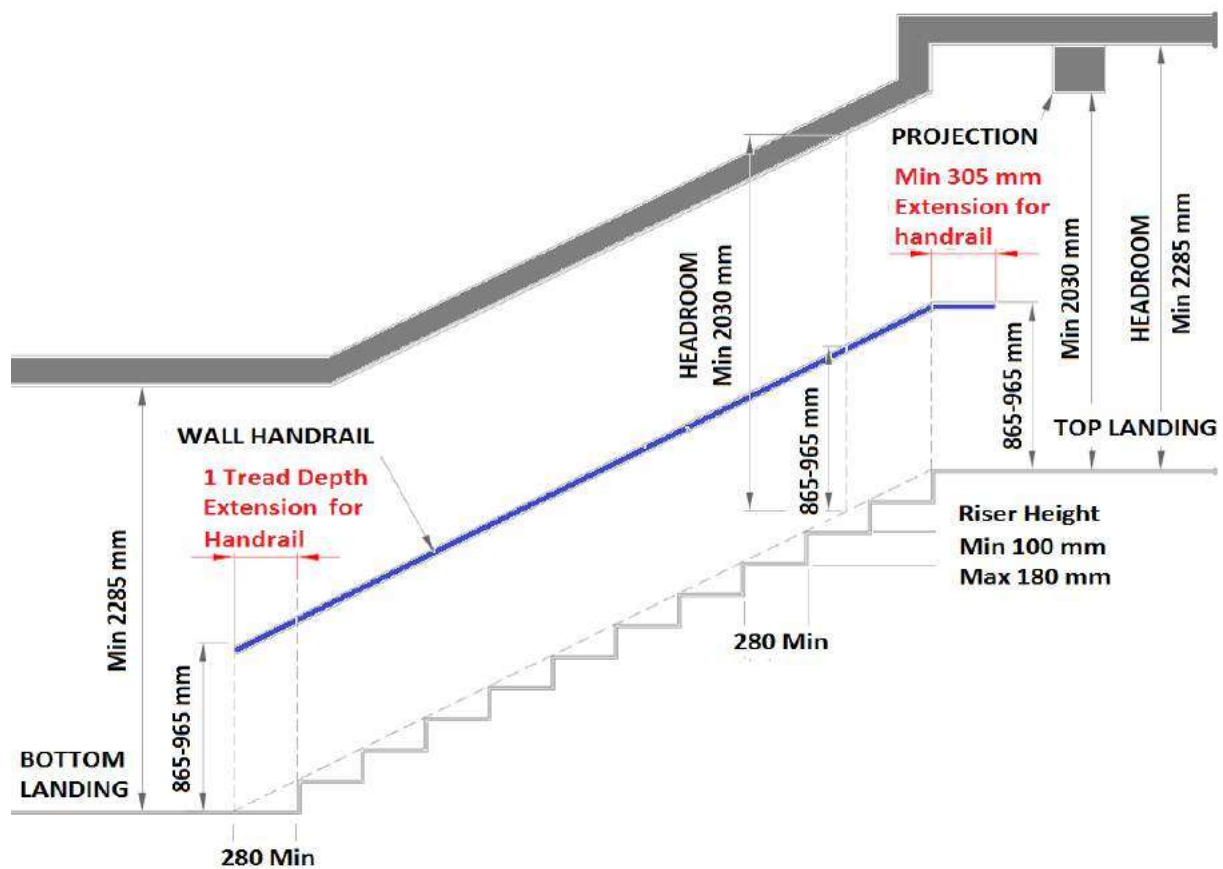 PROJECTION
Min 305 mm
Extension for
handrail
HEADROOM
Min 2030 mm
Min 2030 mm
HEADROOM
Min 2285 mm
WALL HANDRAIL
1 Tread Depth
Extension for
Handrail
865-965 mm
865-965 mm
TOP LANDING
Min 2285 mm
Riser Height
Min 100 mm
Max 180 mm
280 Min
865-965 mm
BOTTOM
LANDING
280 Min